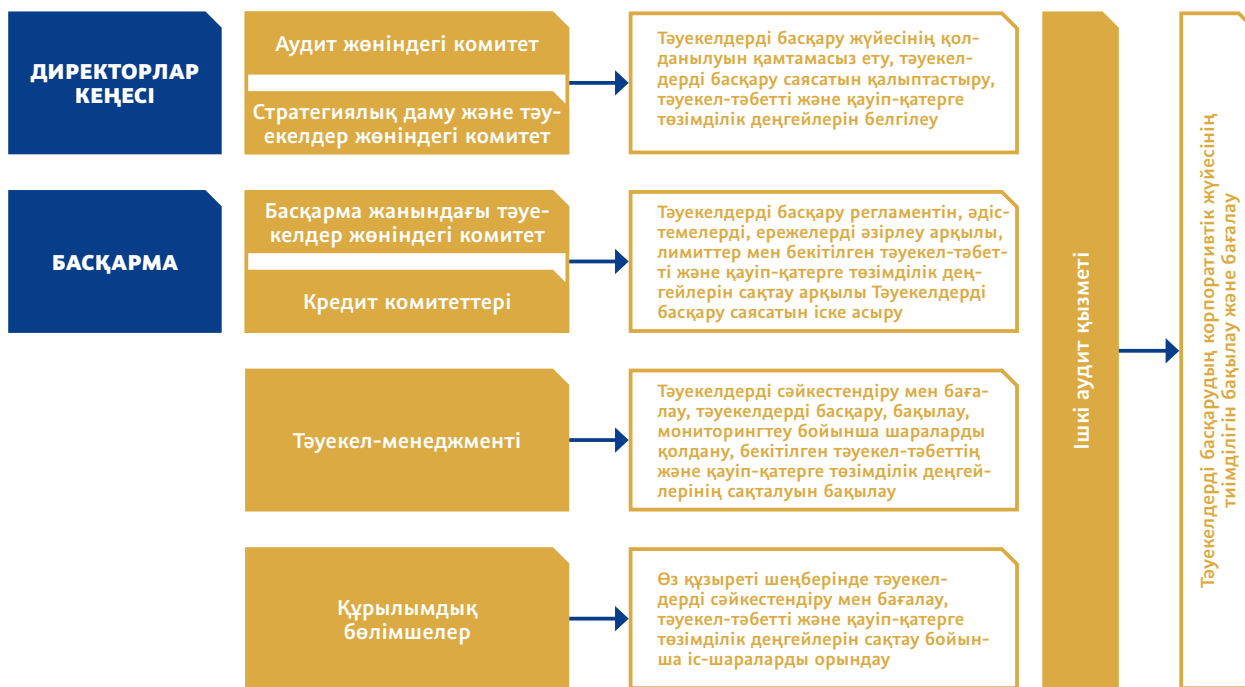 ДИРЕКТОРЛАР
КЕҢЕСІ
Аудит жөніндегі комитет
Стратегиялық даму және тәу-
екелдер жөніндегі комитет
Тәуекелдерді басқару жүйесінің қол-
данылуын қамтамасыз ету, тәуекел-
дерді басқару саясатын қалыптастыру,
тәуекел-тәбетті және қауіп-қатерге
төзімділік деңгейлерін белгілеу
БАСҚАРМА
Басқарма жанындағы тәуе-
келдер жөніндегі комитет
Кредит комитеттері
Тәуекелдерді басқару регламентін, әдіс-
темелерді, ережелерді әзірлеу арқылы,
лимиттер мен бекітілген тәуекел-тәбет-
ті және қауіп-қатерге төзімділік дең-
гейлерін сақтау арқылы Тәуекелдерді
басқару саясатын іске асыру
Тәуекел-менеджменті
Тәуекелдерді сәйкестендіру мен баға-
лау, тәуекелдерді басқару, бақылау,
мониторингтеу бойынша шараларды
қолдану, бекітілген тәуекел-тәбеттің
және қауіп-қатерге төзімділік деңгей-
лерінің сақталуын бақылау
Құрылымдық
бөлімшелер
Өз құзыреті шеңберінде тәуекел-
дерді сәйкестендіру мен бағалау,
тәуекел-тәбетті және қауіп-қатерге
төзімділік деңгейлерін сақтау бойын-
ша іс-шараларды орындау
Ішкі аудит қызметі
Тәуекелдерді басқарудың корпоративтік жүйесінің
тиімділігін бақылау және бағалау